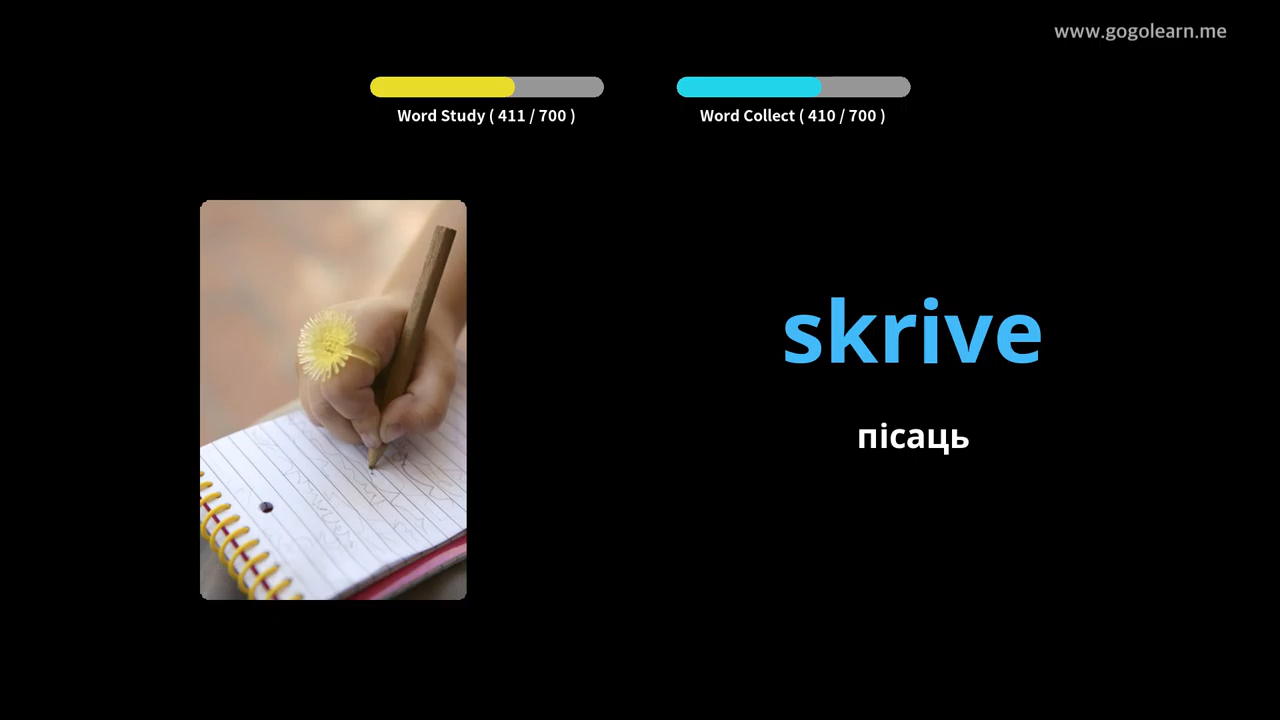 www.gogolearn.me
Word Study ( 411 / 700 )
Word Collect ( 410 / 700 )
skrive
пісаць